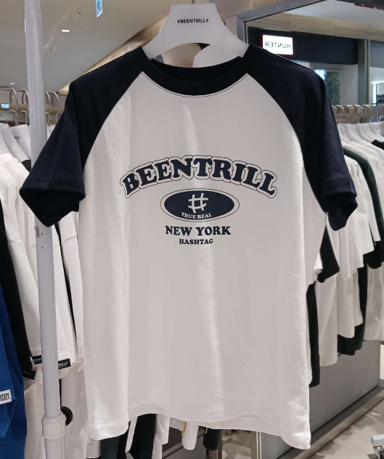 #BEENTRILL#
HUNTER
BEENTRILL
#
TRUE REAL
NEW YORK
HASHTAG